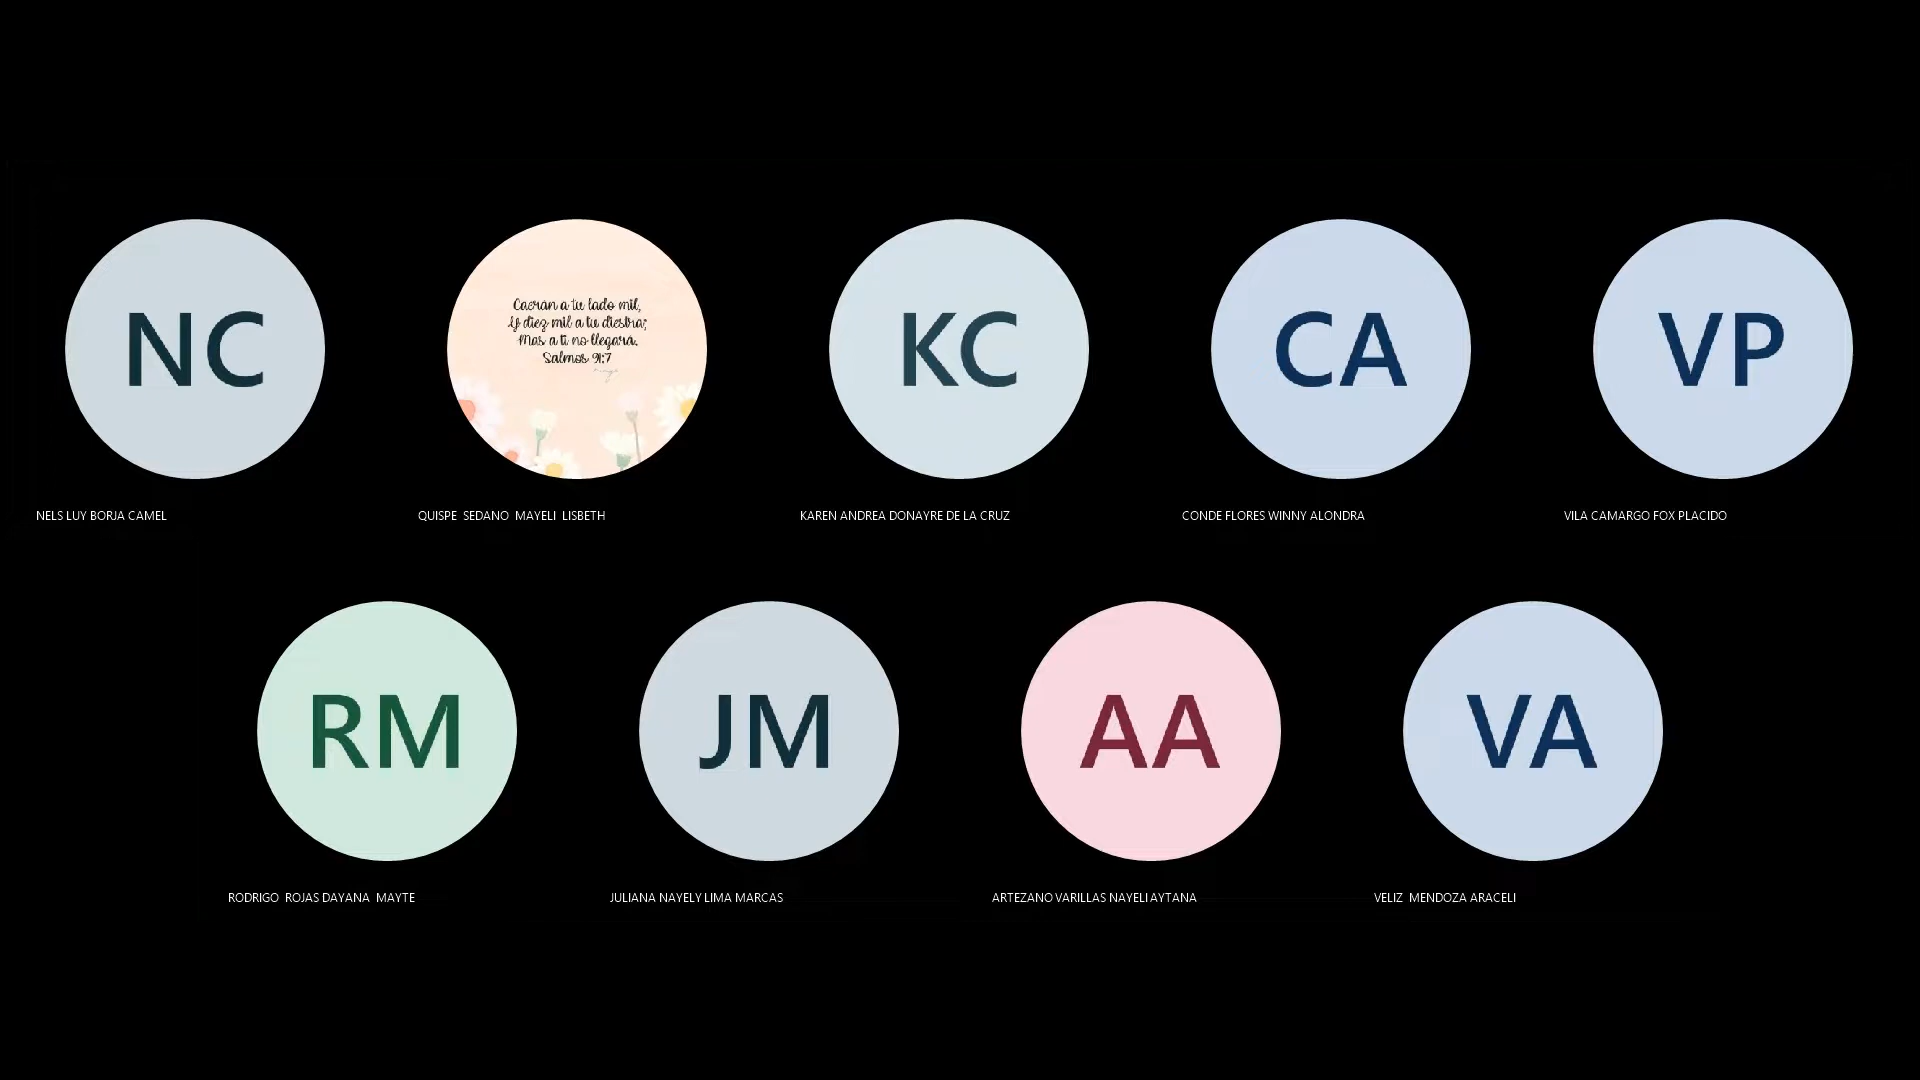 NC
Caerán a tu lado mil,
Y diez mil a tu diestra;
Mas a ti no llegará.
Salmos 91:7
KC
CA
VP
NELS LUY BORJA CAMEL
QUISPE SEDANO MAYELI LISBETH
KAREN ANDREA DONAYRE DE LA CRUZ
CONDE FLORES WINNY ALONDRA
VILA CAMARGO FOX PLACIDO
RM
JM
AA
VA
RODRIGO ROJAS DAYANA MAYTE
JULIANA NAYELY LIMA MARCAS
ARTEZANO VARILLAS NAYELI AYTANA
VELIZ MENDOZA ARACELI